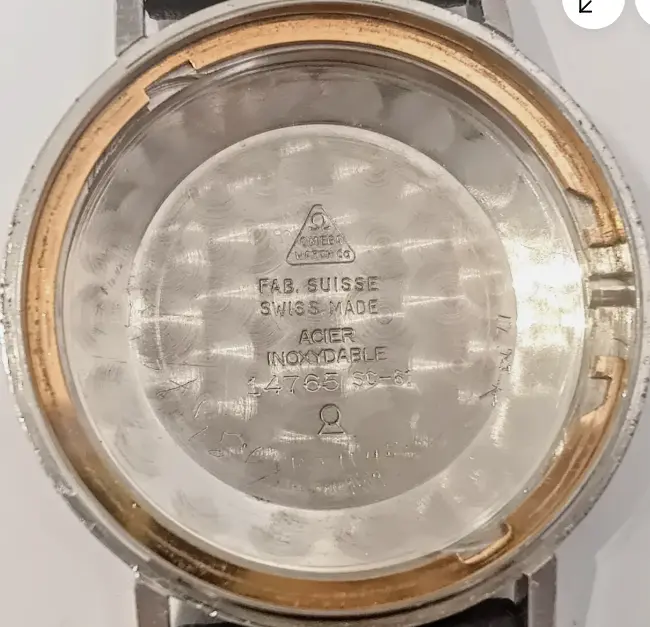 Ω
OMEGA
WATCH CO
FAB. SUISSE
SWISS MADE
ACIER
INOXYDABLE
14765 SC-61